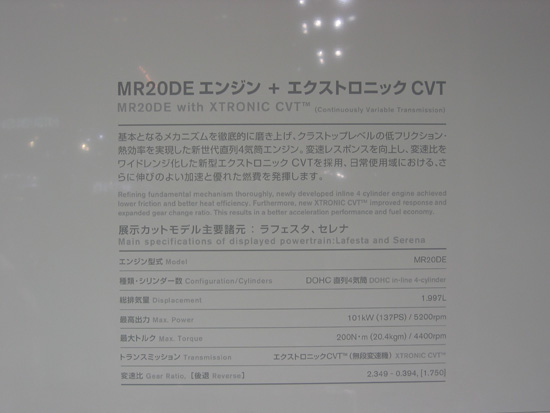 MR20DE エンジン + エクストロニック CVT
MR20DE with XTRONIC CVT™ (Continuously Variable Transmission)
基本となるメカニズムを徹底的に磨き上げ、クラストップレベルの低フリクション・
熱効率を実現した新世代直列4気筒エンジン。変速レスポンスを向上し、変速比を
ワイドレンジ化した新型エクストロニックCVTを採用。日常使用域における、さ
らに伸びのよい加速と優れた燃費を発揮します。
Refining fundamental mechanism thoroughly, newly developed inline 4 cylinder engine achieved
lower friction and better heat efficiency. Furthermore, new XTRONIC CVT™ improved response and
expanded gear change ratio. This results in a better acceleration performance and fuel economy.
展示カットモデル主要諸元 : ラフェスタ、セレナ
Main specifications of displayed powertrain:Lafesta and Serena
エンジン型式 Model MR20DE
種類・シリンダー数 Configuration/Cylinders DOHC 直列4気筒 DOHC in-line 4-cylinder
総排気量 Displacement 1.997L
最高出力 Max. Power 101kW (137PS) / 5200rpm
最大トルク Max. Torque 200N・m (20.4kgm) / 4400rpm
トランスミッション Transmission エクストロニックCVT™ (無段変速機) XTRONIC CVT™
変速比 Gear Ratio, [後退 Reverse] 2.349 - 0.394, [1.750]